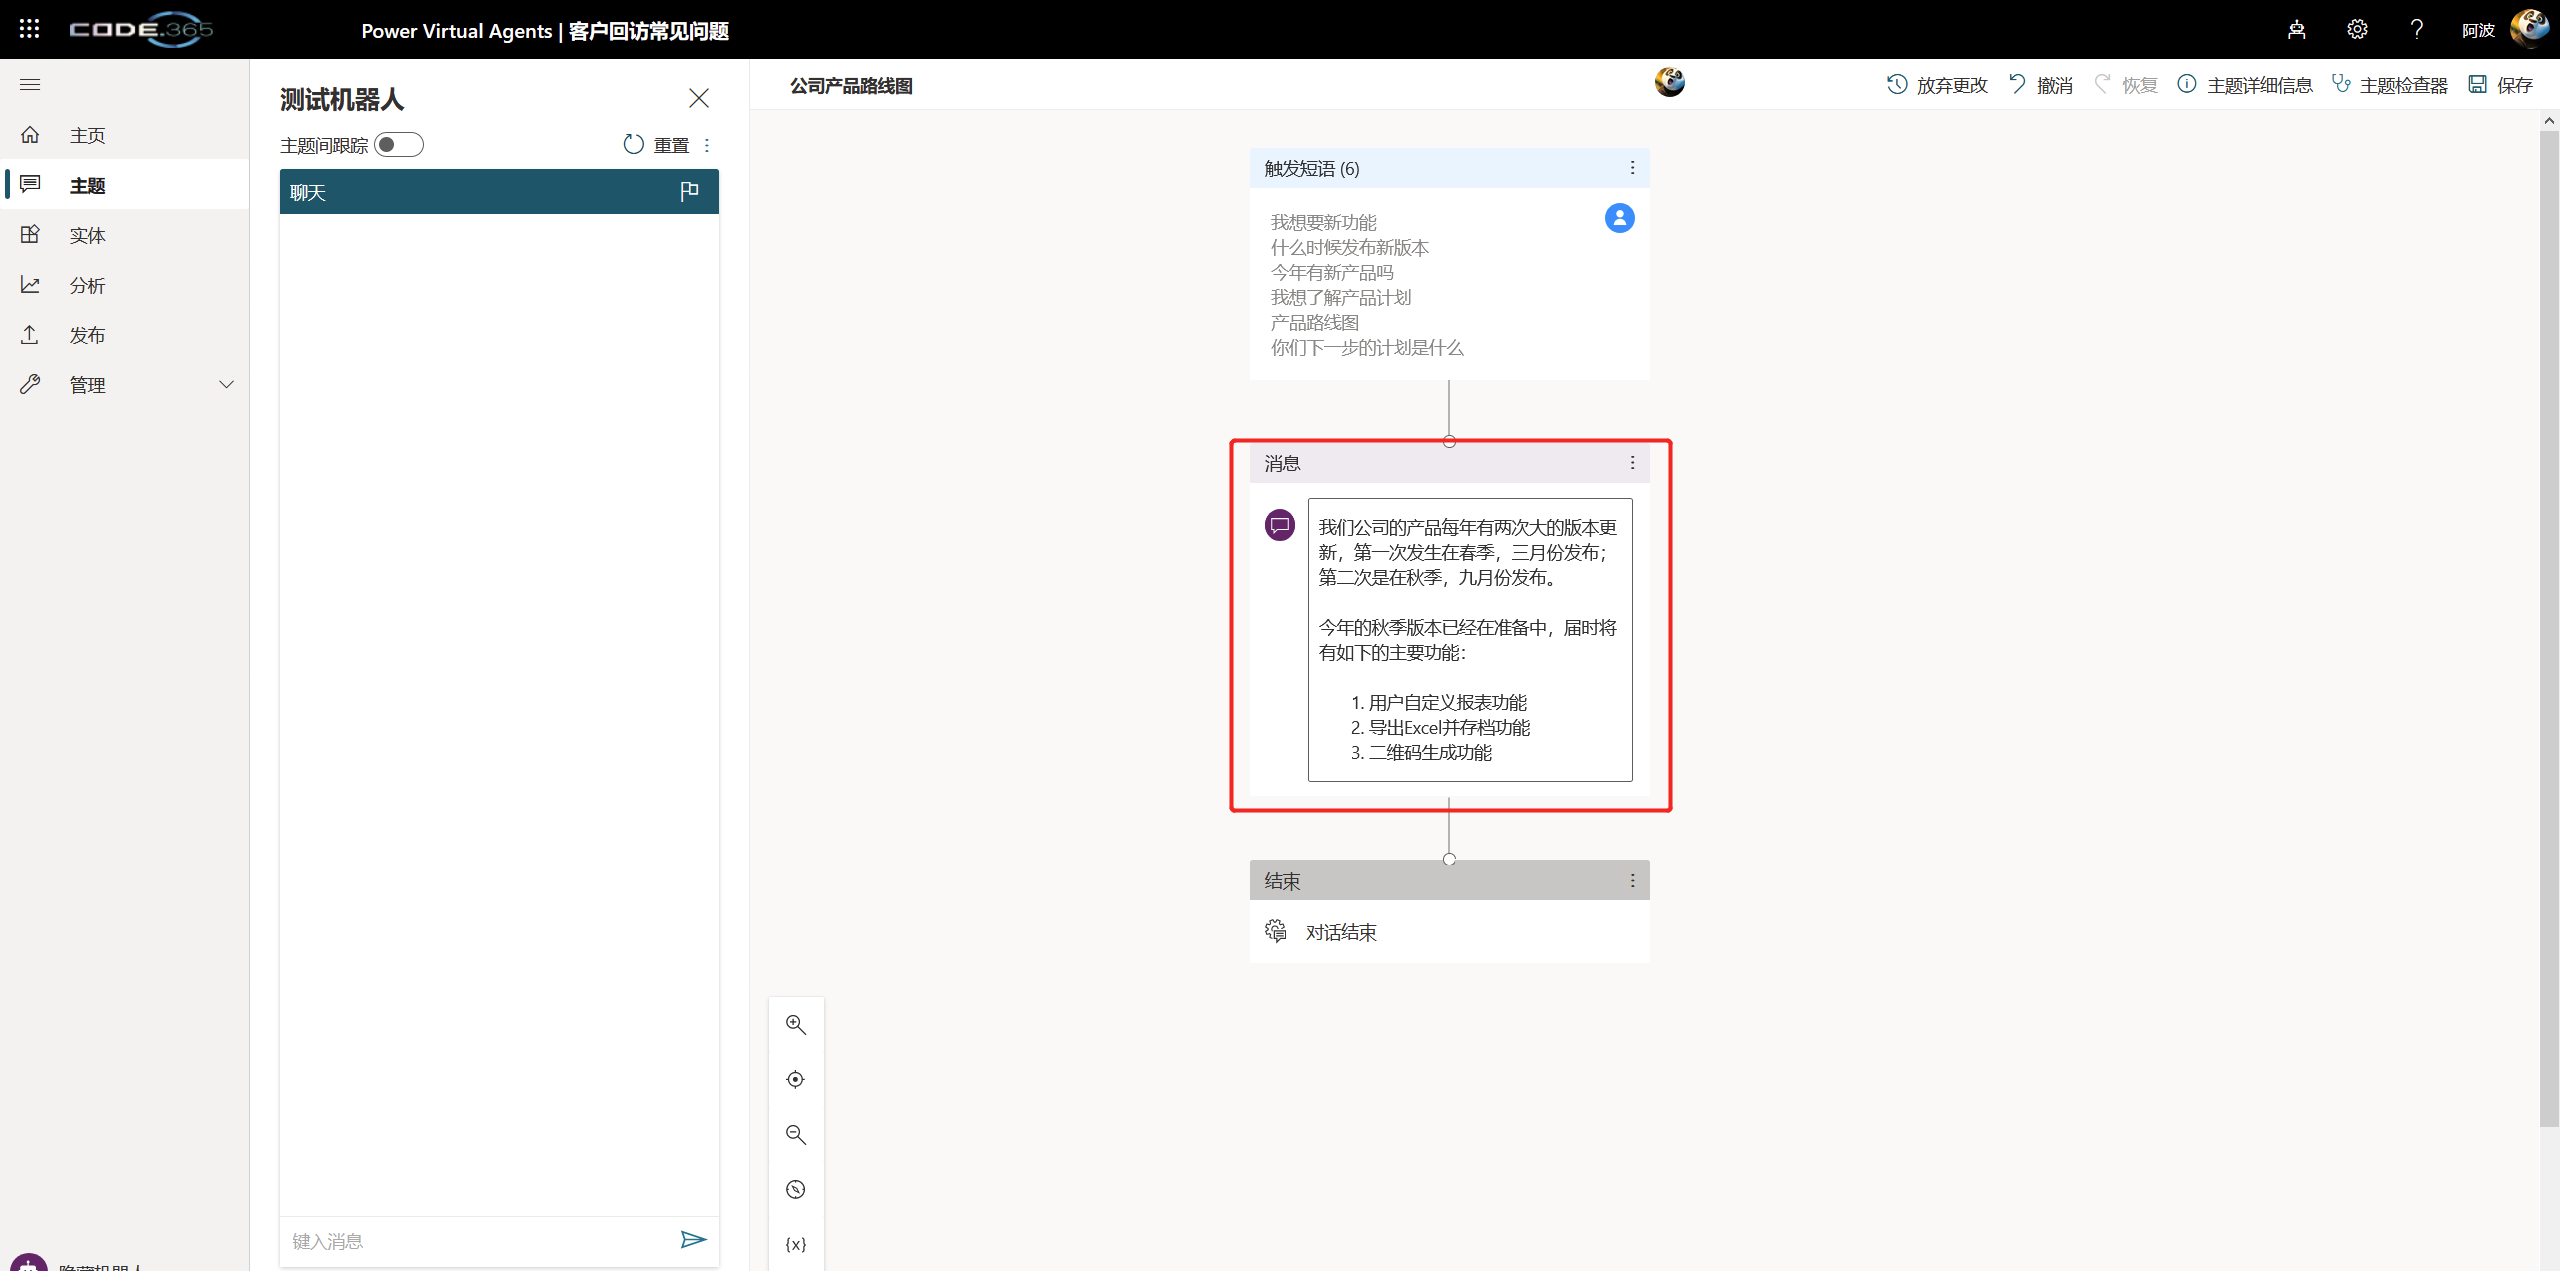 CODE.365
Power Virtual Agents | 客户回访常见问题
阿波
主页
主题
实体
分析
发布
管理
测试机器人
主题间跟踪
重置
聊天
键入消息
公司产品路线图
放弃更改
撤消
恢复
主题详细信息
主题检查器
保存
触发短语 (6)
我想要新功能
什么时候发布新版本
今年有新产品吗
我想了解产品计划
产品路线图
你们下一步的计划是什么
消息
我们公司的产品每年有两次大的版本更
新，第一次发生在春季，三月份发布；
第二次是在秋季，九月份发布。
今年的秋季版本已经在准备中，届时将
有如下的主要功能：
1. 用户自定义报表功能
2. 导出Excel并存档功能
3. 二维码生成功能
结束
对话结束
{x}
隐藏机器人